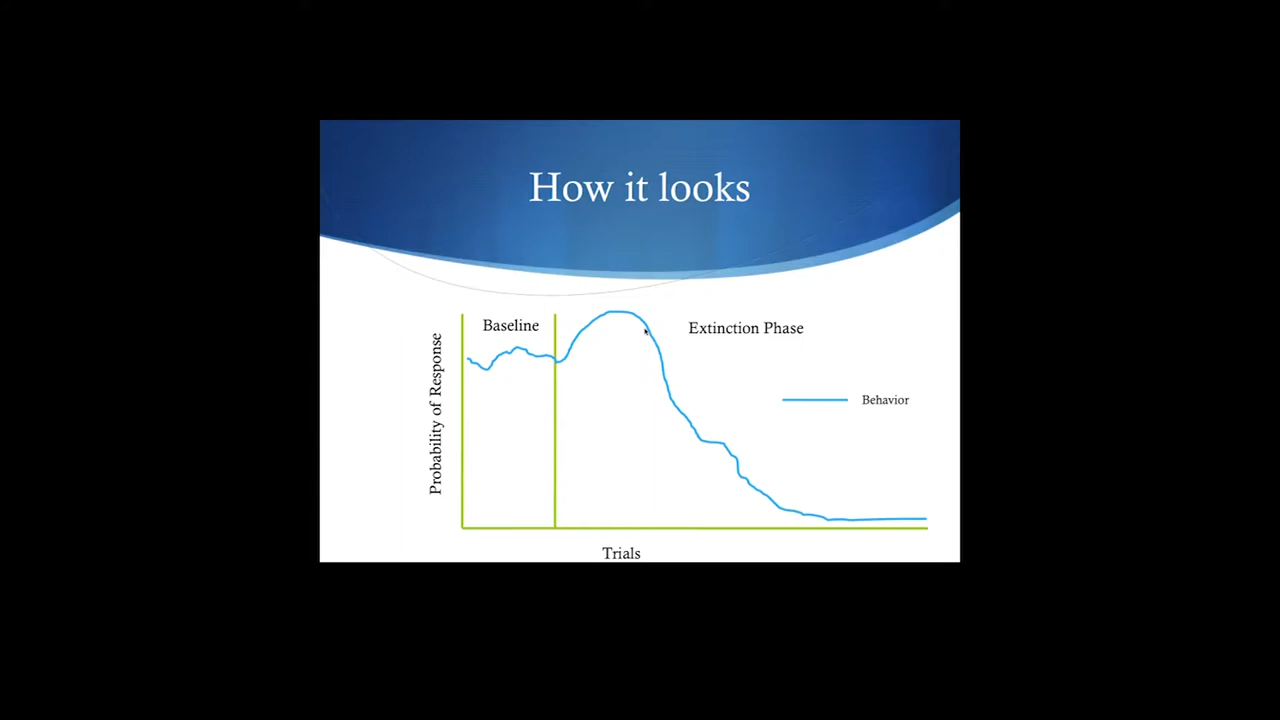 How it looks
Baseline
Extinction Phase
Probability of Response
Behavior
Trials